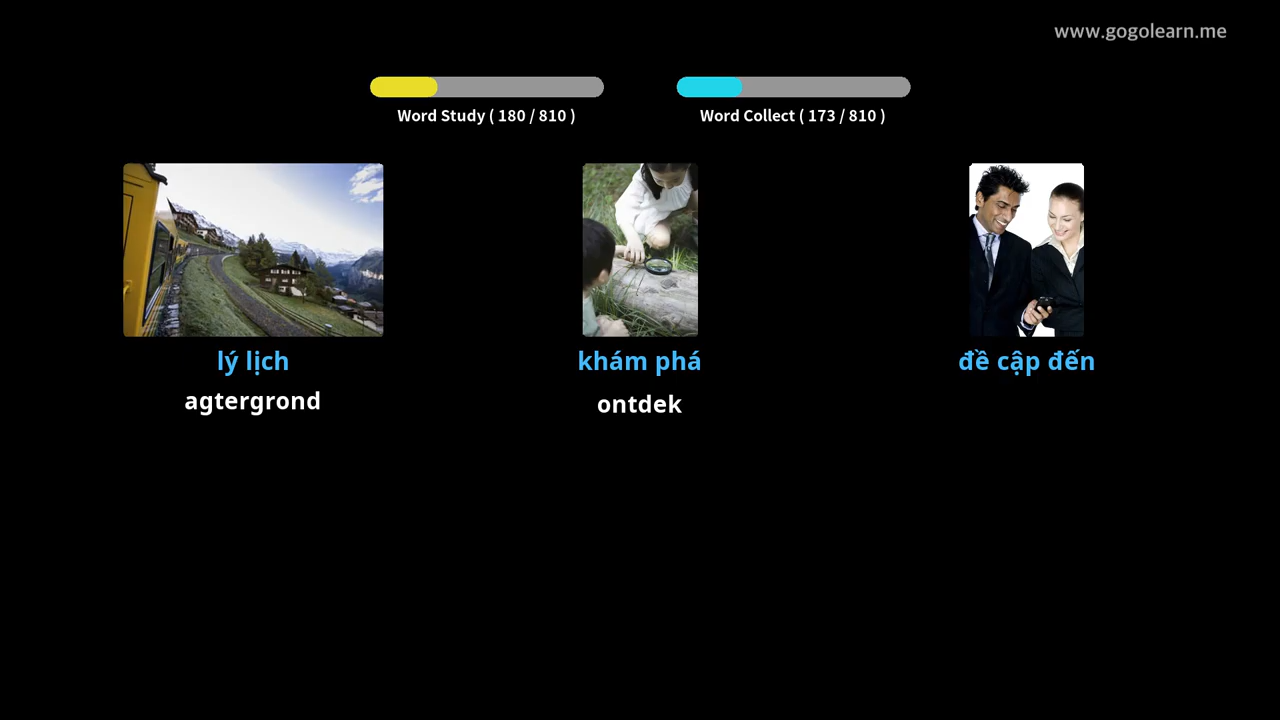 www.gogolearn.me
Word Study ( 180 / 810 )
Word Collect ( 173 / 810 )
lý lịch
agtergrond
khám phá
ontdek
đề cập đến